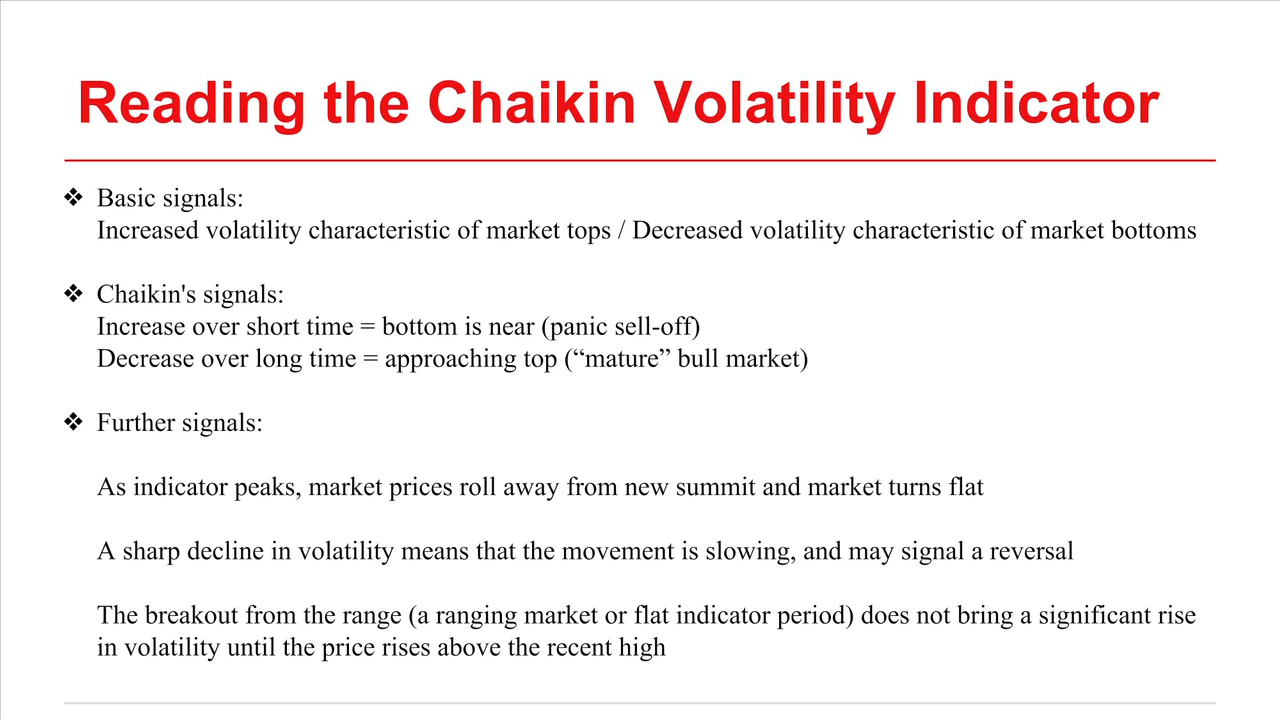 Reading the Chaikin Volatility Indicator
❖ Basic signals:
Increased volatility characteristic of market tops / Decreased volatility characteristic of market bottoms
❖ Chaikin's signals:
Increase over short time = bottom is near (panic sell-off)
Decrease over long time = approaching top (“mature” bull market)
❖ Further signals:
As indicator peaks, market prices roll away from new summit and market turns flat
A sharp decline in volatility means that the movement is slowing, and may signal a reversal
The breakout from the range (a ranging market or flat indicator period) does not bring a significant rise
in volatility until the price rises above the recent high